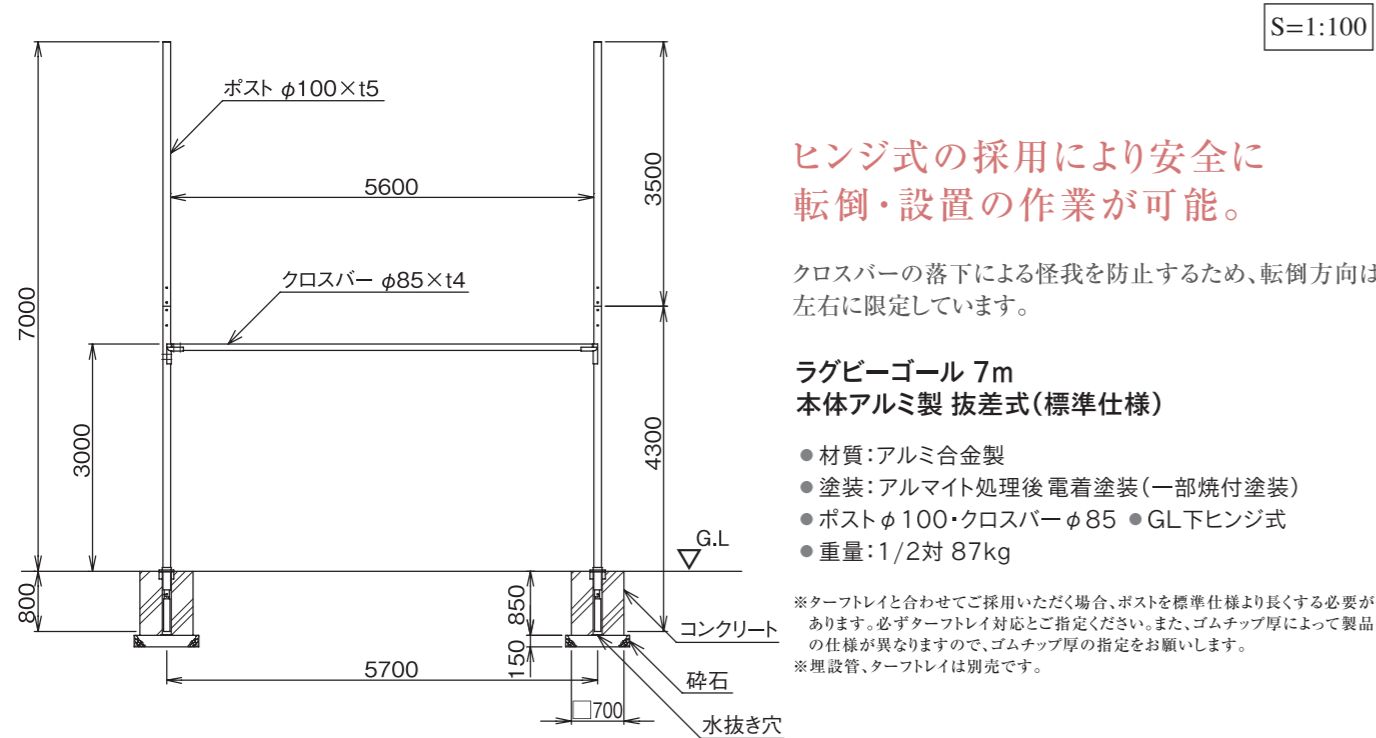 S=1:100
ポスト φ100×t5
5600
3500
クロスバー φ85×t4
7000
3000
4300
G.L
800
850
コンクリート
150
5700
砕石
□700
水抜き穴
ヒンジ式の採用により安全に
転倒・設置の作業が可能。
クロスバーの落下による怪我を防止するため、転倒方向は
左右に限定しています。
ラグビーゴール 7m
本体アルミ製 抜差式(標準仕様)
●材質:アルミ合金製
●塗装:アルマイト処理後 電着塗装(一部焼付塗装)
●ポストφ100・クロスバーφ85 ●GL下ヒンジ式
●重量:1/2対 87kg
※ターフトレイと合わせてご採用いただく場合、ポストを標準仕様より長くする必要が
あります。必ずターフトレイ対応とご指定ください。また、ゴムチップ厚によって製品
の仕様が異なりますので、ゴムチップ厚の指定をお願いします。
※埋設管、ターフトレイは別売です。